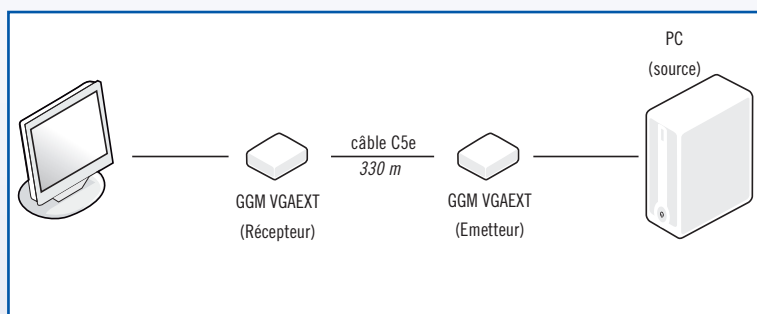 PC
(source)
câble C5e
330 m
GGM VGAEXT
(Récepteur)
GGM VGAEXT
(Emetteur)